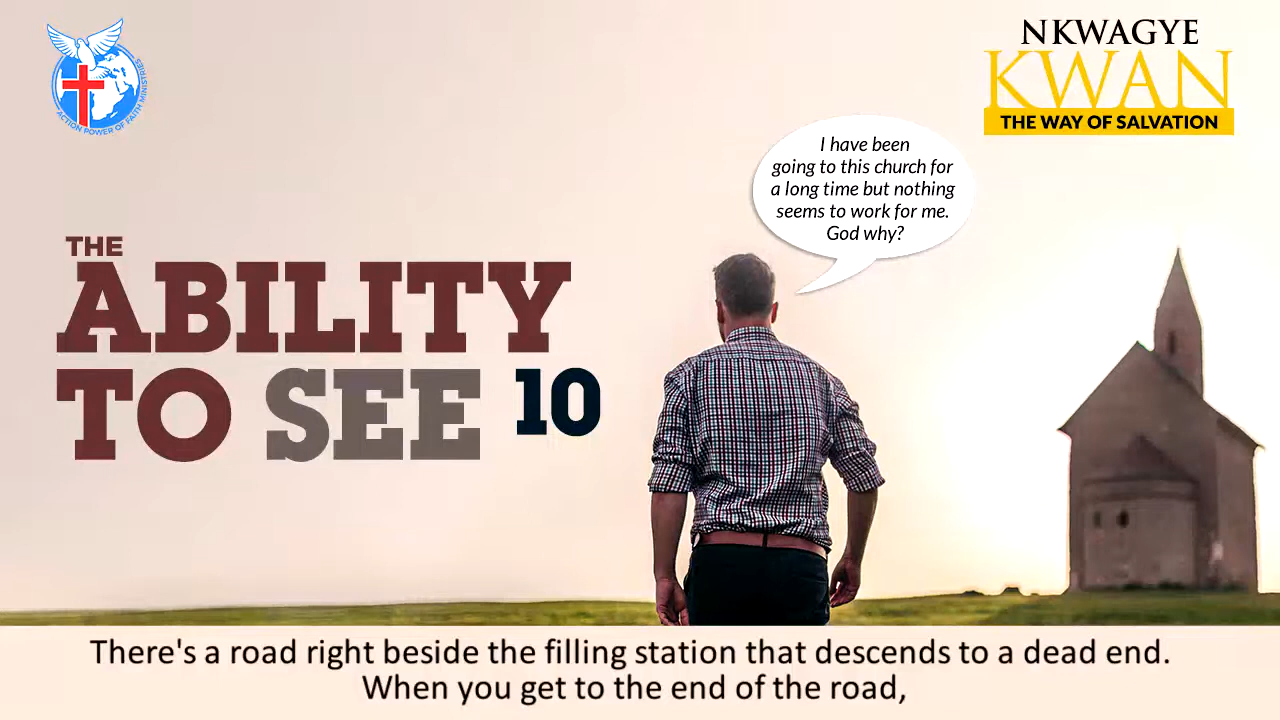 ACTION POWER OF FAITH MINISTRIES
NKWAGYE
KWAN
THE WAY OF SALVATION
I have been
going to this church for
a long time but nothing
seems to work for me.
God why?
THE
ABILITY
TO SEE 10
There's a road right beside the filling station that descends to a dead end.
When you get to the end of the road,